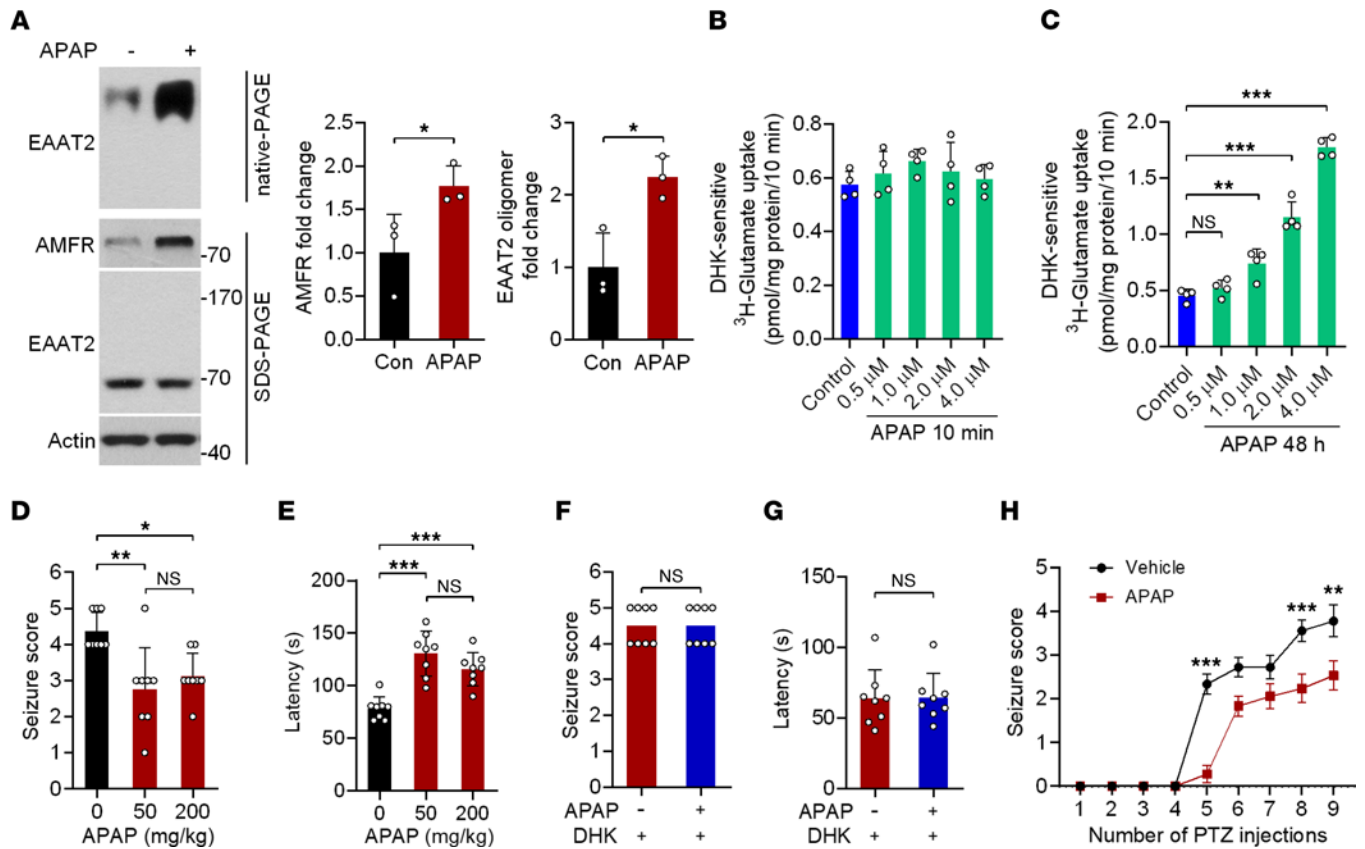 A
APAP - +
EAAT2
native-PAGE
AMFR
-70
-170
EAAT2
-70
SDS-PAGE
Actin
-40
AMFR fold change
2.5
2.0
1.5
1.0
0.5
0.0
*
Con APAP
EAAT2 oligomer
fold change
3
2
1
0
*
Con APAP
B
DHK-sensitive
³H-Glutamate uptake
(pmol/mg protein/10 min)
0.8
0.6
0.4
0.2
0.0
Control
0.5 μM
1.0 μM
2.0 μM
4.0 μM
APAP 10 min
C
DHK-sensitive
³H-Glutamate uptake
(pmol/mg protein/10 min)
2.0
1.5
1.0
0.5
0.0
***
***
**
NS
Control
0.5 μM
1.0 μM
2.0 μM
4.0 μM
APAP 48 h
D
Seizure score
6
5
4
3
2
1
0
*
**
NS
0 50 200
APAP (mg/kg)
E
Latency (s)
200
150
100
50
0
***
***
NS
0 50 200
APAP (mg/kg)
F
Seizure score
6
5
4
3
2
1
0
NS
APAP - +
DHK + +
G
Latency (s)
150
100
50
0
NS
APAP - +
DHK + +
H
Vehicle
APAP
Seizure score
5
4
3
2
1
0
***
***
**
1 2 3 4 5 6 7 8 9
Number of PTZ injections